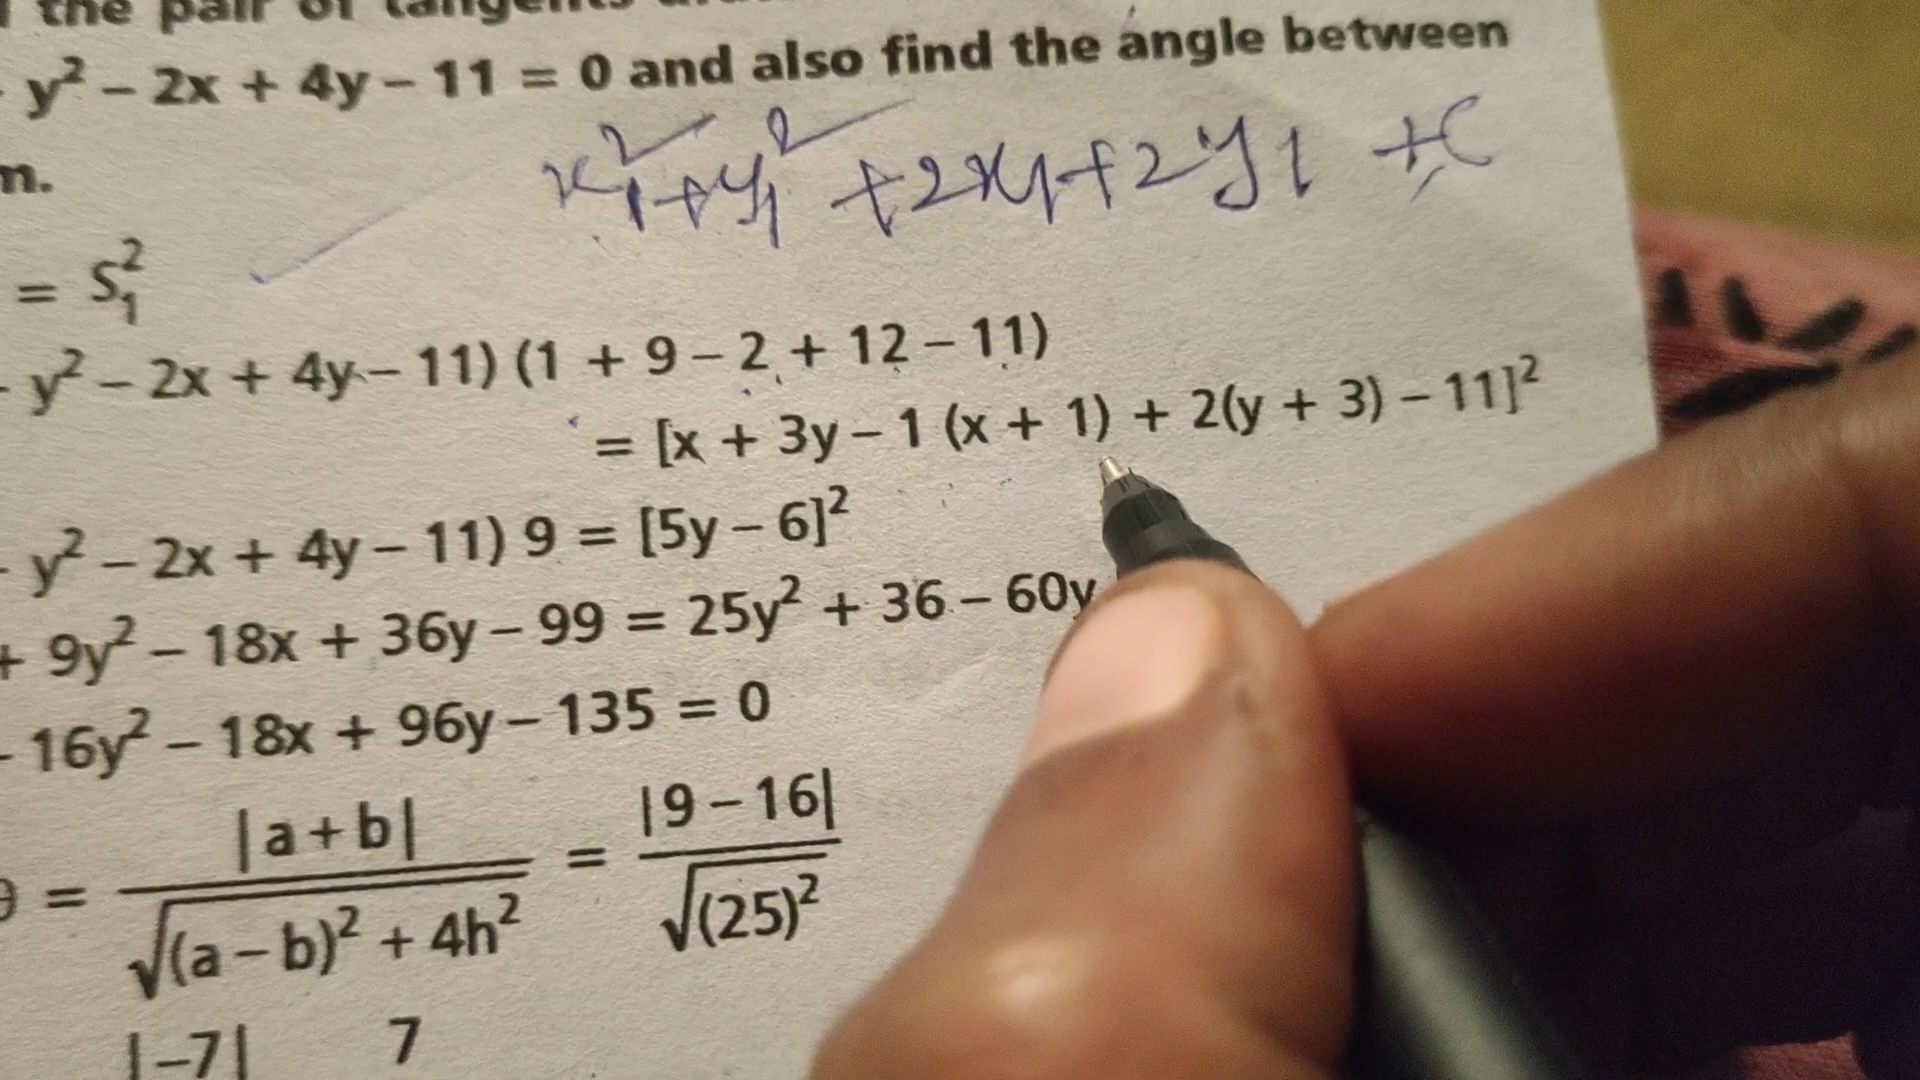 the pair of tangents
y² – 2x + 4y – 11 = 0 and also find the angle between
x₁² + y₁² + 2x₁ + 2y₁ + c
m.
= S₁²
y² – 2x + 4y – 11) (1 + 9 – 2 + 12 – 11)
= [x + 3y – 1 (x + 1) + 2(y + 3) – 11]²
y² – 2x + 4y – 11) 9 = [5y – 6]²
+ 9y² – 18x + 36y – 99 = 25y² + 36 – 60y
– 16y² – 18x + 96y – 135 = 0
θ = |a + b| / √(a – b)² + 4h² = |9 – 16| / √(25)²
|–7| 7